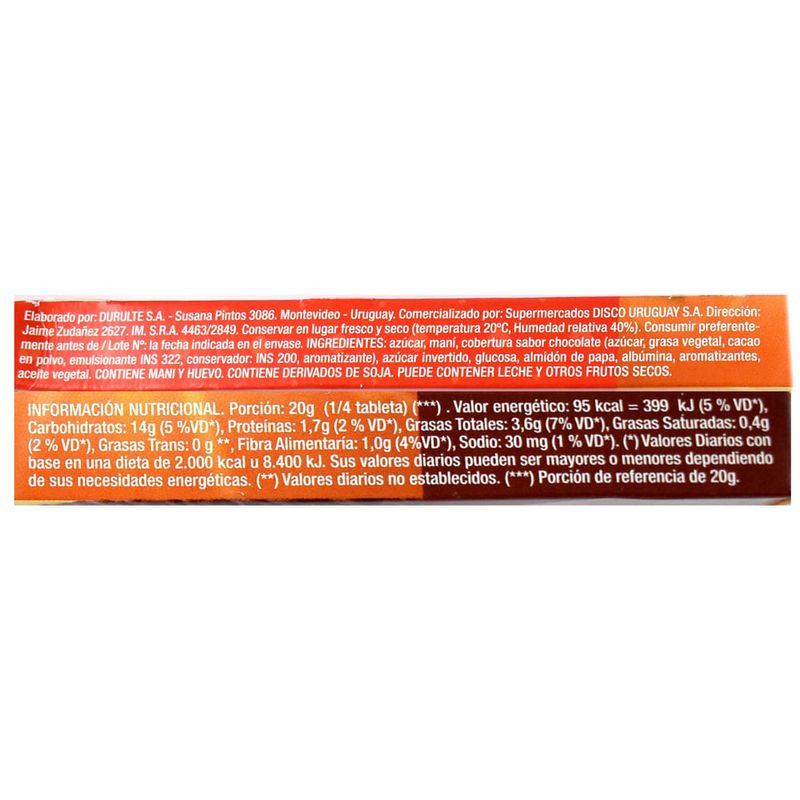 Elaborado por: DURULTE S.A. - Susana Pintos 3086. Montevideo - Uruguay. Comercializado por: Supermercados DISCO URUGUAY S.A. Dirección:
Jaime Zudañez 2627. IM. S.R.A. 4463/2849. Conservar en lugar fresco y seco (temperatura 20ºC, Humedad relativa 40%). Consumir preferente-
mente antes de / Lote Nº: la fecha indicada en el envase. INGREDIENTES: azúcar, maní, cobertura sabor chocolate (azúcar, grasa vegetal, cacao
en polvo, emulsionante INS 322, conservador: INS 200, aromatizante), azúcar invertido, glucosa, almidón de papa, albúmina, aromatizantes,
aceite vegetal. CONTIENE MANI Y HUEVO. CONTIENE DERIVADOS DE SOJA. PUEDE CONTENER LECHE Y OTROS FRUTOS SECOS.
INFORMACIÓN NUTRICIONAL. Porción: 20g (1/4 tableta) (***) . Valor energético: 95 kcal = 399 kJ (5 % VD*),
Carbohidratos: 14g (5 %VD*), Proteínas: 1,7g (2 % VD*), Grasas Totales: 3,6g (7% VD*), Grasas Saturadas: 0,4g
(2 % VD*), Grasas Trans: 0 g **, Fibra Alimentaría: 1,0g (4%VD*), Sodio: 30 mg (1 % VD*). (*) Valores Diarios con
base en una dieta de 2.000 kcal u 8.400 kJ. Sus valores diarios pueden ser mayores o menores dependiendo
de sus necesidades energéticas. (**) Valores diarios no establecidos. (***) Porción de referencia de 20g.